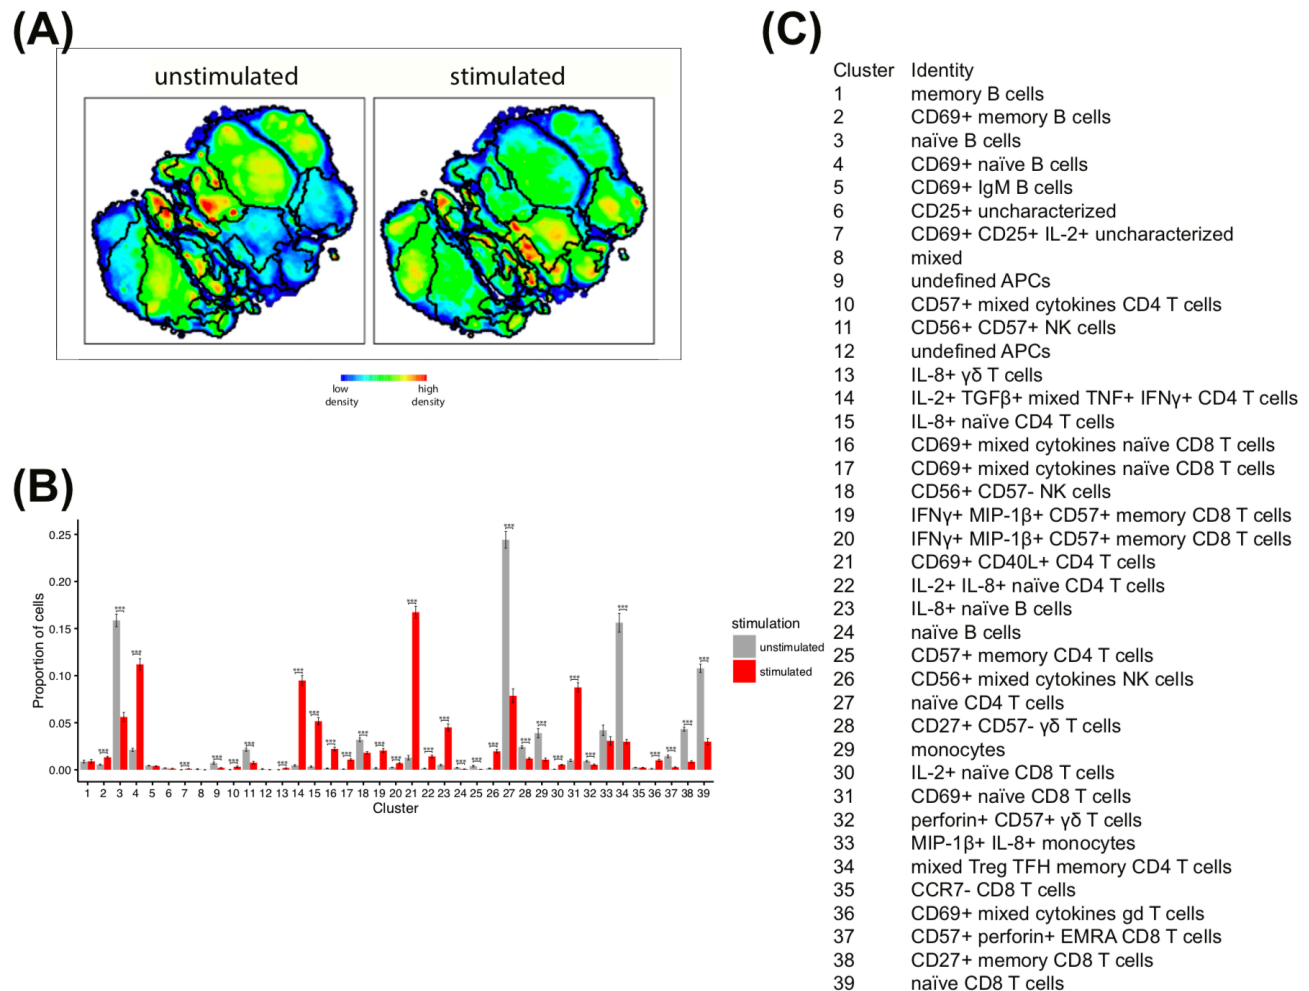 (A)
unstimulated
stimulated
low
density
high
density
(B)
Proportion of cells
0.25
0.20
0.15
0.10
0.05
0.00
*** *** *** *** *** *** *** *** *** *** *** *** *** *** *** *** *** *** *** *** *** *** *** *** *** *** *** *** *** ***
1 2 3 4 5 6 7 8 9 10 11 12 13 14 15 16 17 18 19 20 21 22 23 24 25 26 27 28 29 30 31 32 33 34 35 36 37 38 39
Cluster
stimulation
unstimulated
stimulated
(C)
Cluster Identity
1 memory B cells
2 CD69+ memory B cells
3 naïve B cells
4 CD69+ naïve B cells
5 CD69+ IgM B cells
6 CD25+ uncharacterized
7 CD69+ CD25+ IL-2+ uncharacterized
8 mixed
9 undefined APCs
10 CD57+ mixed cytokines CD4 T cells
11 CD56+ CD57+ NK cells
12 undefined APCs
13 IL-8+ γδ T cells
14 IL-2+ TGFβ+ mixed TNF+ IFNγ+ CD4 T cells
15 IL-8+ naïve CD4 T cells
16 CD69+ mixed cytokines naïve CD8 T cells
17 CD69+ mixed cytokines naïve CD8 T cells
18 CD56+ CD57- NK cells
19 IFNγ+ MIP-1β+ CD57+ memory CD8 T cells
20 IFNγ+ MIP-1β+ CD57+ memory CD8 T cells
21 CD69+ CD40L+ CD4 T cells
22 IL-2+ IL-8+ naïve CD4 T cells
23 IL-8+ naïve B cells
24 naïve B cells
25 CD57+ memory CD4 T cells
26 CD56+ mixed cytokines NK cells
27 naïve CD4 T cells
28 CD27+ CD57- γδ T cells
29 monocytes
30 IL-2+ naïve CD8 T cells
31 CD69+ naïve CD8 T cells
32 perforin+ CD57+ γδ T cells
33 MIP-1β+ IL-8+ monocytes
34 mixed Treg TFH memory CD4 T cells
35 CCR7- CD8 T cells
36 CD69+ mixed cytokines gd T cells
37 CD57+ perforin+ EMRA CD8 T cells
38 CD27+ memory CD8 T cells
39 naïve CD8 T cells